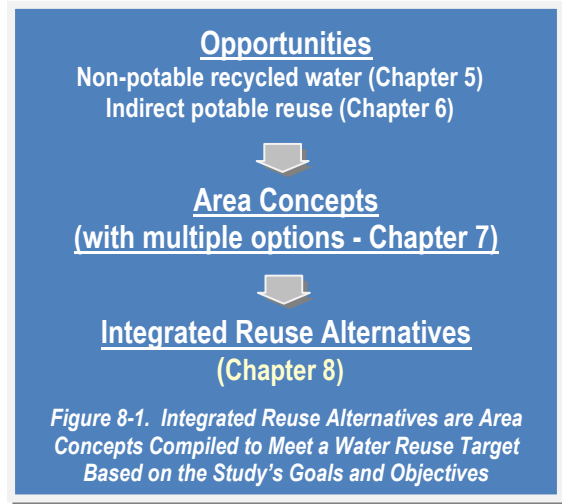 Opportunities
Non-potable recycled water (Chapter 5)
Indirect potable reuse (Chapter 6)
Area Concepts
(with multiple options - Chapter 7)
Integrated Reuse Alternatives
(Chapter 8)
Figure 8-1. Integrated Reuse Alternatives are Area
Concepts Compiled to Meet a Water Reuse Target
Based on the Study's Goals and Objectives